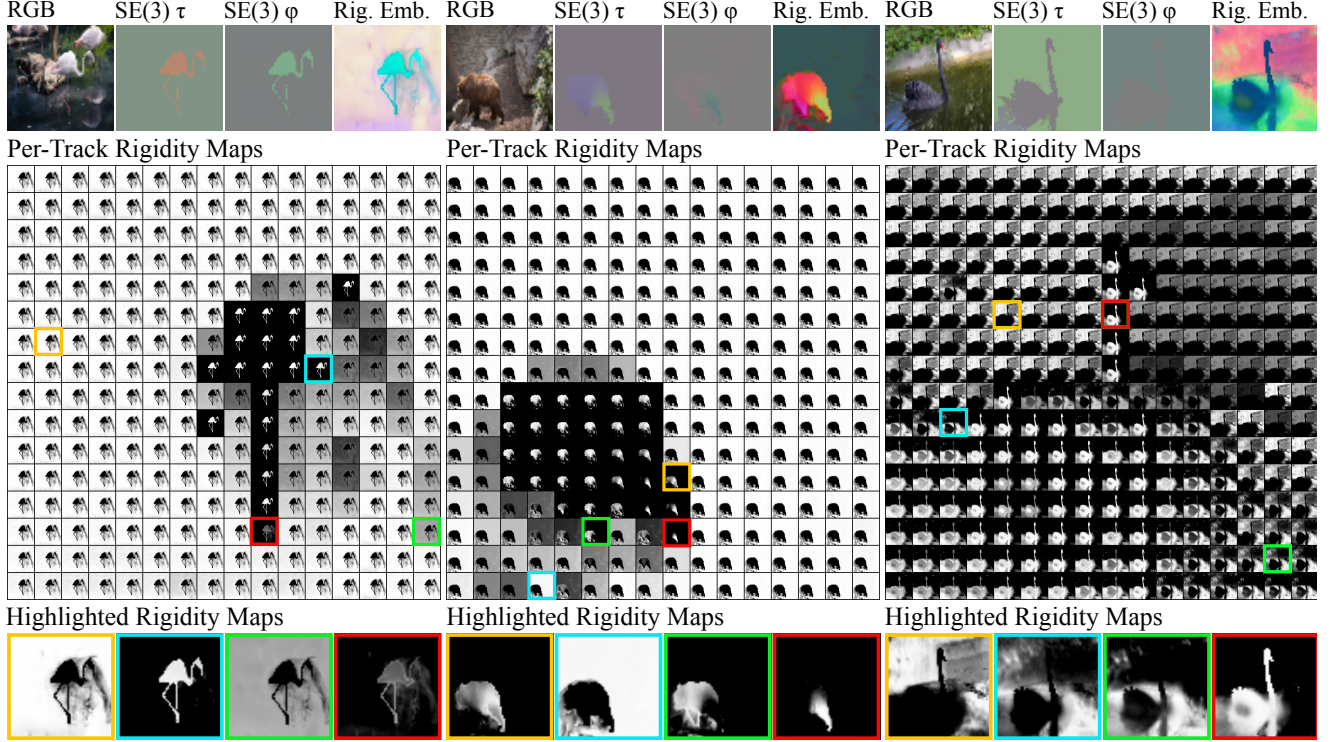 RGB SE(3) τ SE(3) φ Rig. Emb. RGB SE(3) τ SE(3) φ Rig. Emb. RGB SE(3) τ SE(3) φ Rig. Emb.
Per-Track Rigidity Maps Per-Track Rigidity Maps Per-Track Rigidity Maps
Highlighted Rigidity Maps Highlighted Rigidity Maps Highlighted Rigidity Maps